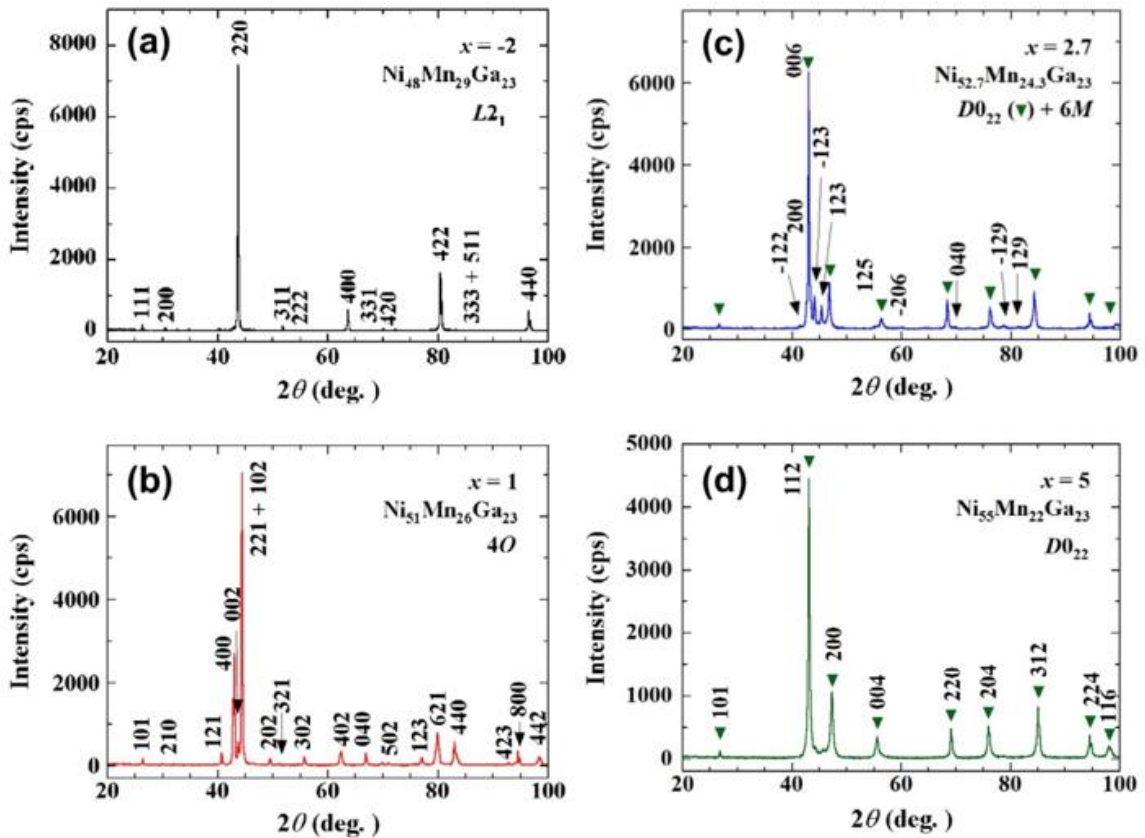 (a)
x = -2
Ni48Mn29Ga23
L21
Intensity (cps)
8000
6000
4000
2000
0
111
200
220
311
222
400
331
420
422
333 + 511
440
20 40 60 80 100
2θ (deg. )
(b)
x = 1
Ni51Mn26Ga23
4O
Intensity (cps)
6000
4000
2000
0
101
210
121
400
002
221 + 102
202
321
302
402
040
502
123
621
440
423
800
442
20 40 60 80 100
2θ (deg. )
(c)
x = 2.7
Ni52.7Mn24.3Ga23
D022 (▼) + 6M
Intensity (cps)
6000
4000
2000
0
-122
200
006
-123
123
125
-206
040
-129
129
20 40 60 80 100
2θ (deg. )
(d)
x = 5
Ni55Mn22Ga23
D022
Intensity (cps)
5000
4000
3000
2000
1000
0
101
112
200
004
220
204
312
224
116
20 40 60 80 100
2θ (deg. )